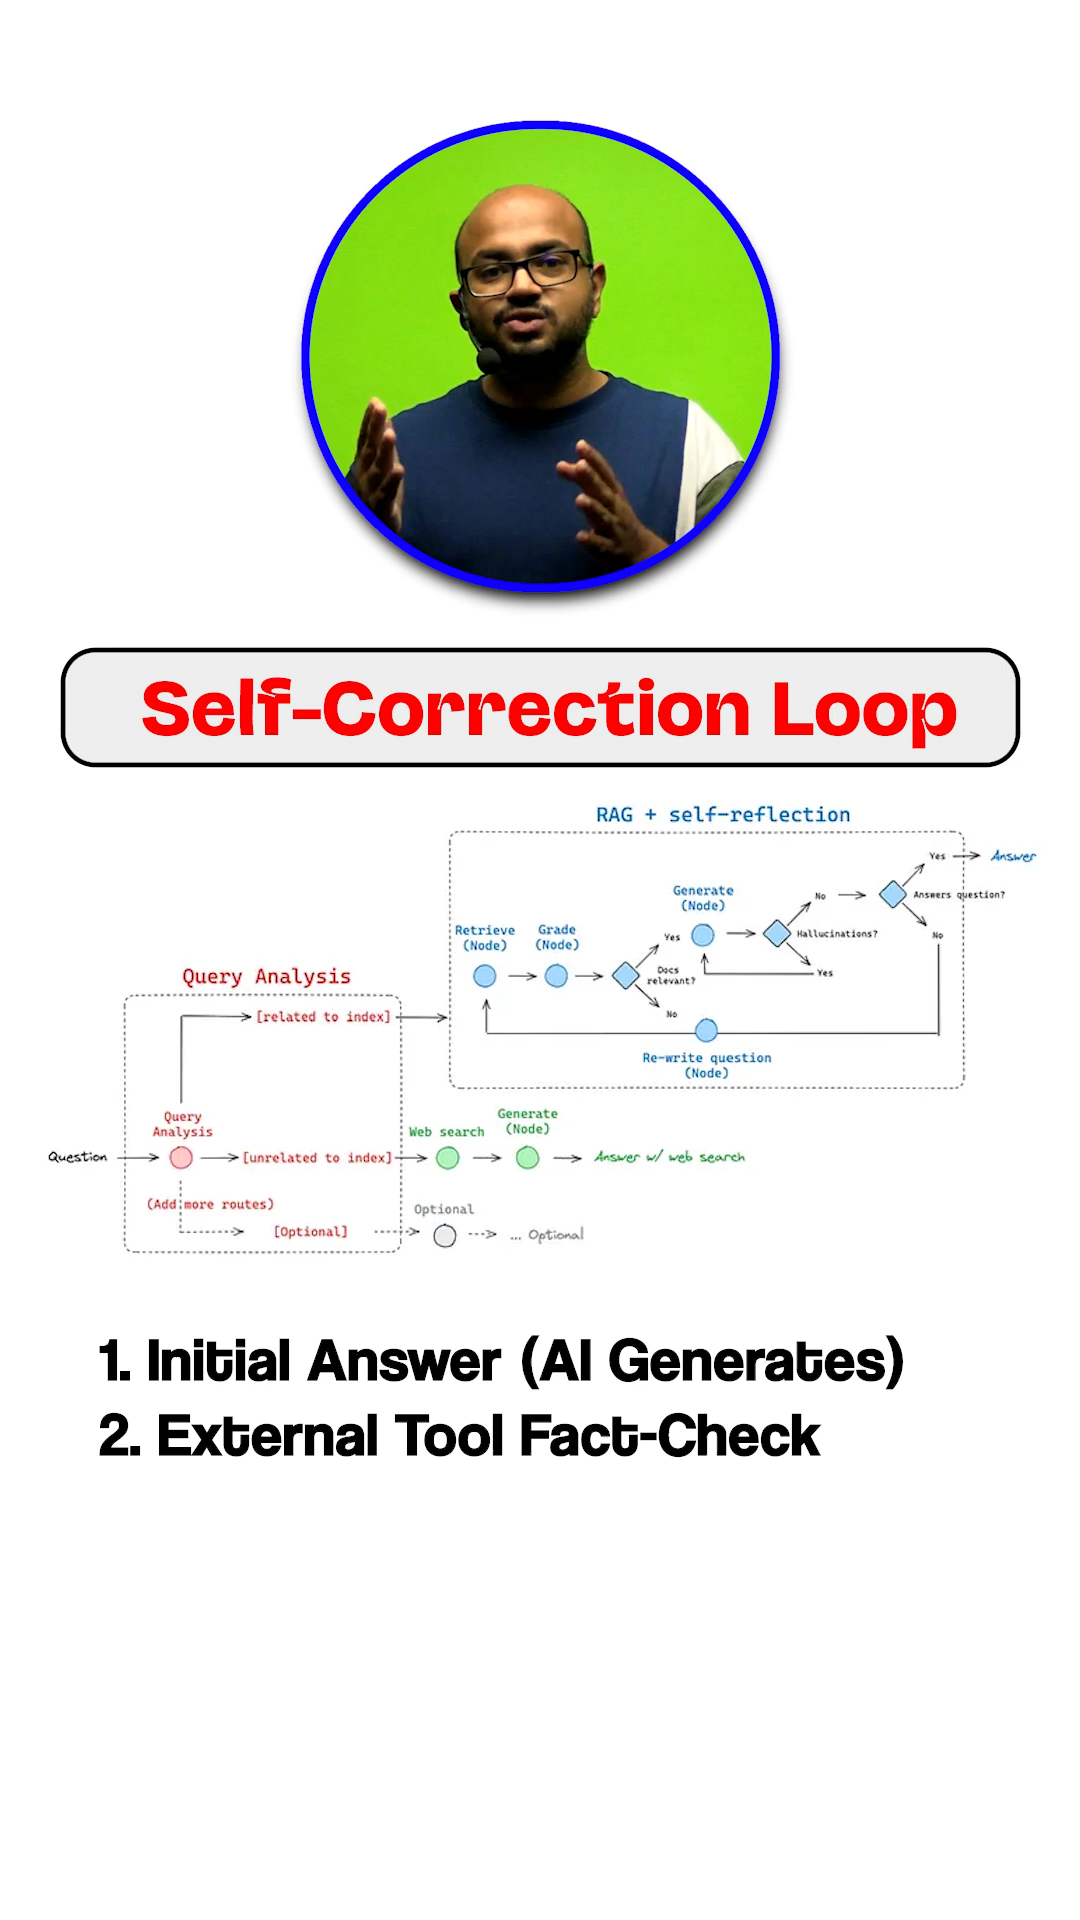 Self-Correction Loop
RAG + self-reflection
Yes
Answer
Generate
(Node)
No
Answers question?
Retrieve
(Node)
Grade
(Node)
Yes
Hallucinations?
No
Docs
relevant?
Yes
No
Re-write question
(Node)
Query Analysis
[related to index]
Query
Analysis
Question
[unrelated to index]
Web search
Generate
(Node)
Answer w/ web search
(Add more routes)
[Optional]
Optional
... Optional
1. Initial Answer (AI Generates)
2. External Tool Fact-Check